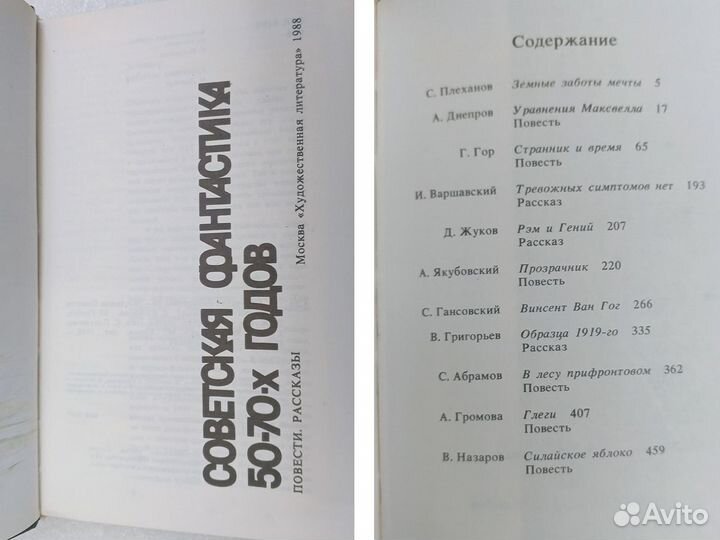 СОВЕТСКАЯ ФАНТАСТИКА
50-70-х ГОДОВ
ПОВЕСТИ. РАССКАЗЫ
Москва «Художественная литература» 1988
Содержание
С. Плеханов Земные заботы мечты 5
А. Днепров Уравнения Максвелла 17
Повесть
Г. Гор Странник и время 65
Повесть
И. Варшавский Тревожных симптомов нет 193
Рассказ
Д. Жуков Рэм и Гений 207
Рассказ
А. Якубовский Прозрачник 220
Повесть
С. Гансовский Винсент Ван Гог 266
В. Григорьев Образца 1919-го 335
Рассказ
С. Абрамов В лесу прифронтовом 362
Повесть
А. Громова Глеги 407
Повесть
В. Назаров Силайское яблоко 459
Повесть
Avito